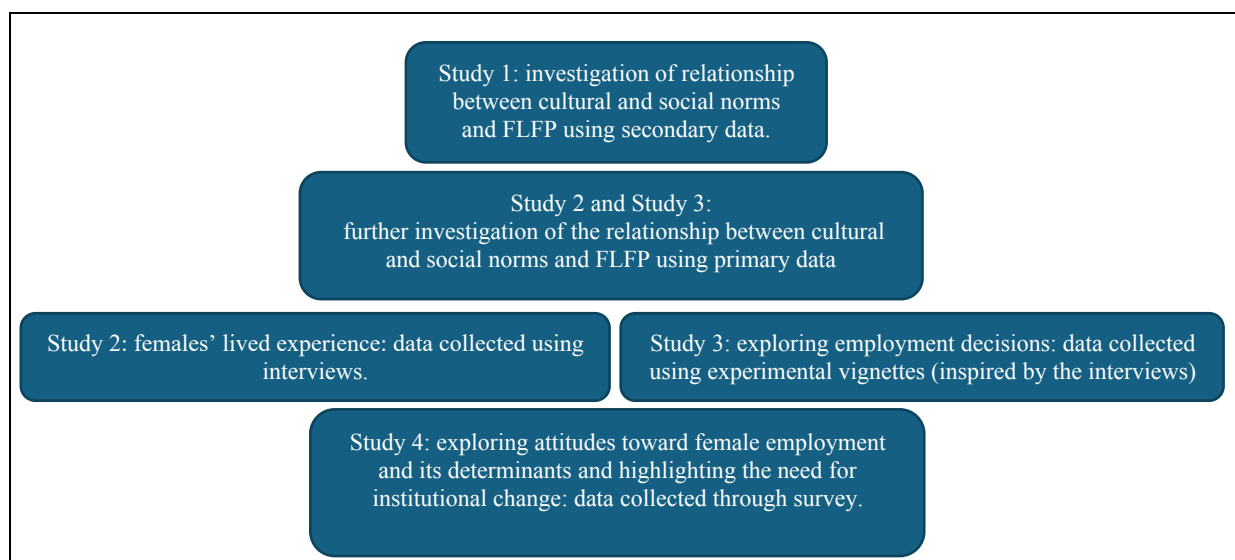 Study 1: investigation of relationship
between cultural and social norms
and FLFP using secondary data.
Study 2 and Study 3:
further investigation of the relationship between cultural
and social norms and FLFP using primary data
Study 2: females’ lived experience: data collected using
interviews.
Study 3: exploring employment decisions: data collected
using experimental vignettes (inspired by the interviews)
Study 4: exploring attitudes toward female employment
and its determinants and highlighting the need for
institutional change: data collected through survey.